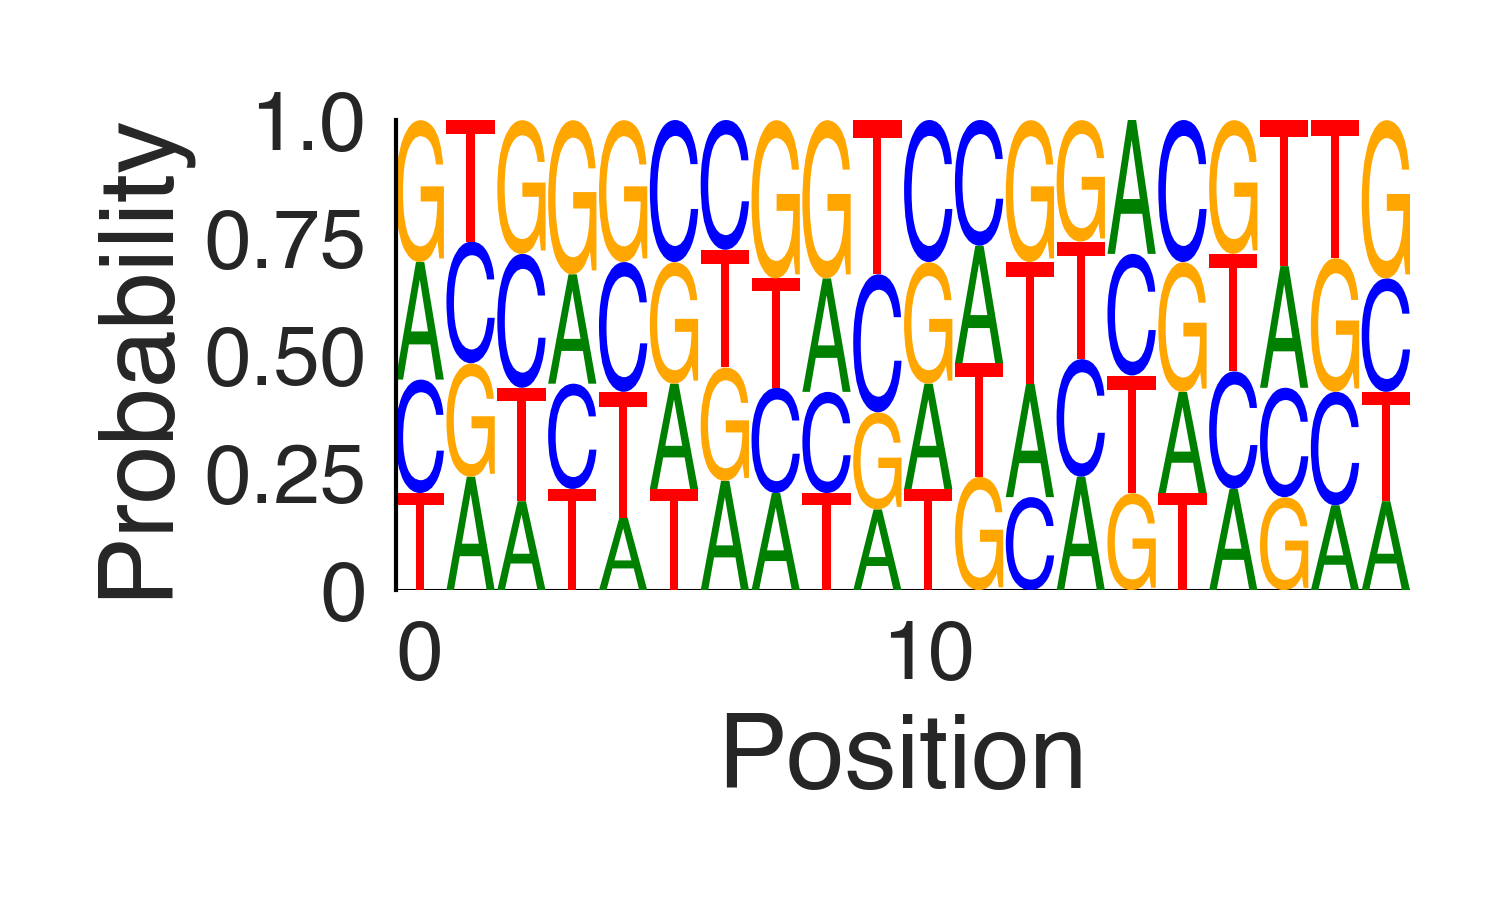 1.0
0.75
0.50
0.25
0
Probability
GTGGGCCGGTCCGGACGTTG
ACCACGTTACGATTCGTAGC
CGTCTAGCCGATACTACCCT
TAATATAATATGCAGTAGAA
0 10
Position